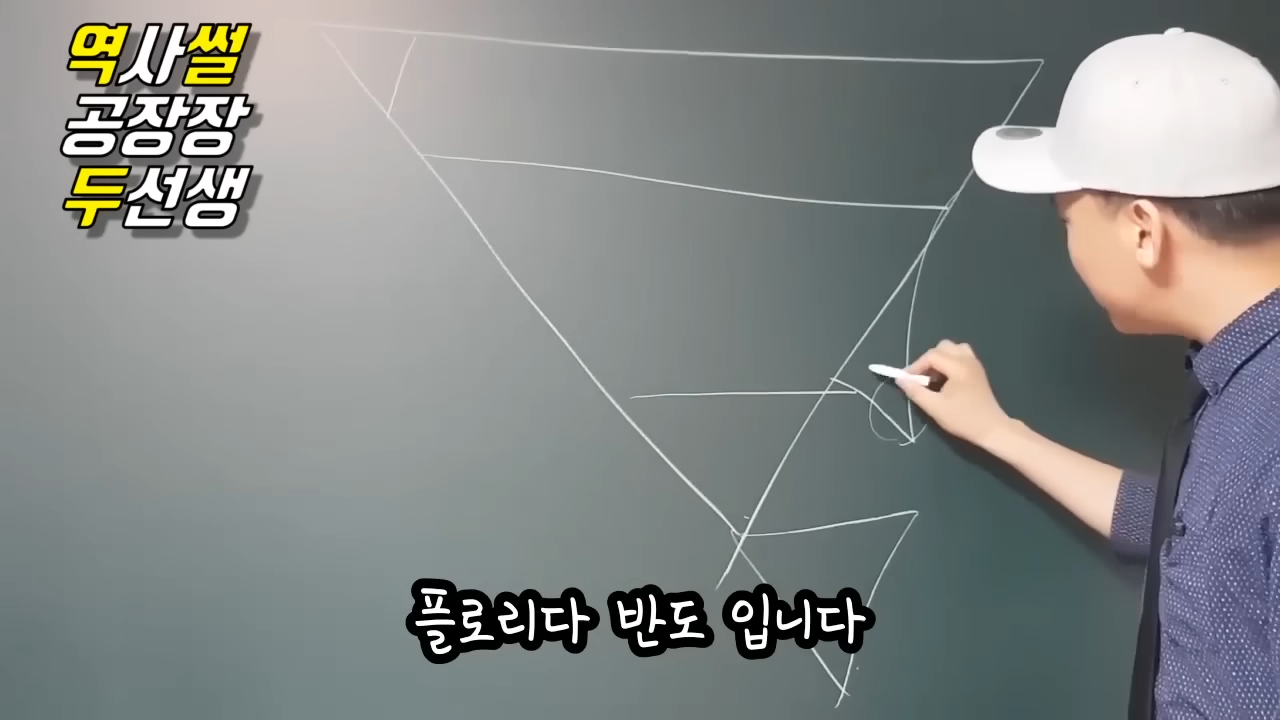 역사썰
공장장
두선생
플로리다 반도 입니다